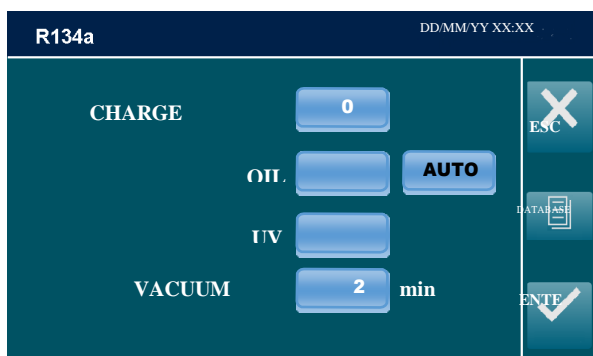 R134a DD/MM/YY XX:XX
CHARGE 0
ESC
OIL AUTO
DATABASE
UV
VACUUM 2 min
ENTE